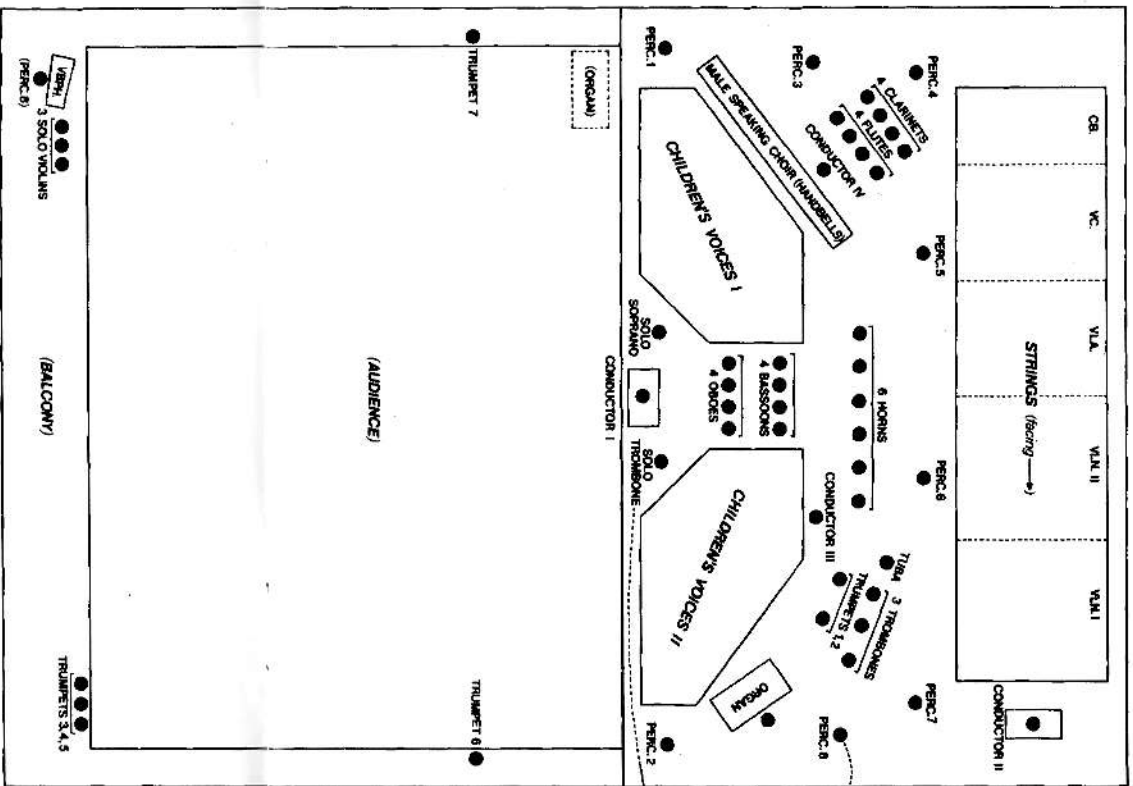 CB.
VC.
VLA.
VLN. II
VLN. I
STRINGS (facing→)
CONDUCTOR II
PERC.4
PERC.5
PERC.6
PERC.7
4 CLARINETS
4 FLUTES
6 HORNS
TUBA
3 TROMBONES
TRUMPETS 1,2
PERC.3
CONDUCTOR IV
CONDUCTOR III
PERC.8
MALE SPEAKING CHOIR (HANDBELLS)
4 BASSOONS
4 OBOES
ORGAN
CHILDREN'S VOICES I
CHILDREN'S VOICES II
PERC.1
SOLO
SOPRANO
SOLO
TROMBONE
PERC.2
CONDUCTOR I
(ORGAN)
TRUMPET 7
TRUMPET 6
(AUDIENCE)
VBPH.
3 SOLO VIOLINS
(PERC.8)
(BALCONY)
TRUMPETS 3,4,5